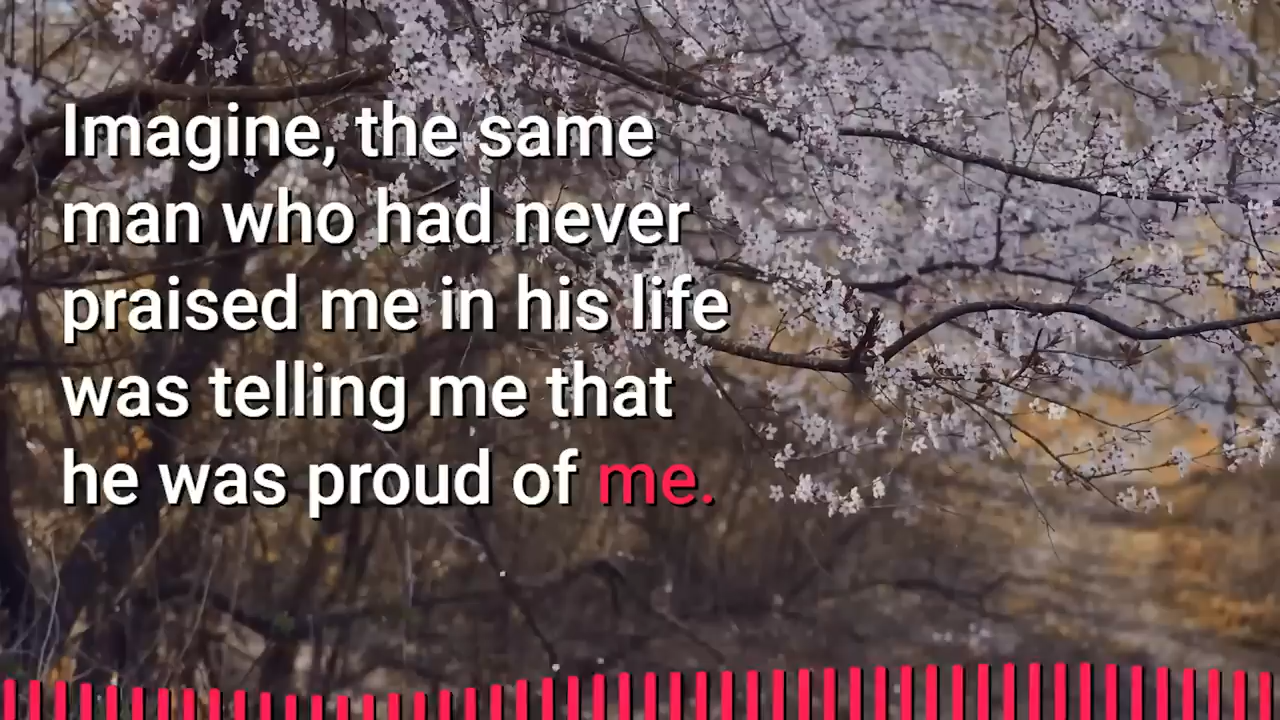 Imagine, the same
man who had never
praised me in his life
was telling me that
he was proud of me.